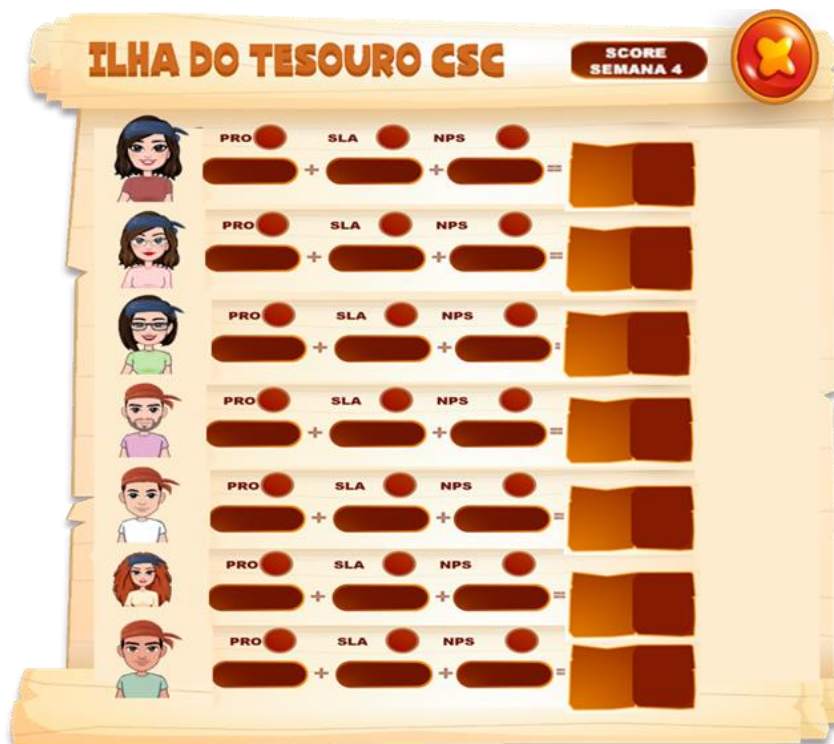 ILHA DO TESOURO CSC
SCORE
SEMANA 4
PRO SLA NPS
+ + =
PRO SLA NPS
+ + =
PRO SLA NPS
+ + :
PRO SLA NPS
+ + =
PRO SLA NPS
+ + =
PRO SLA NPS
+ + =
PRO SLA NPS
+ + =